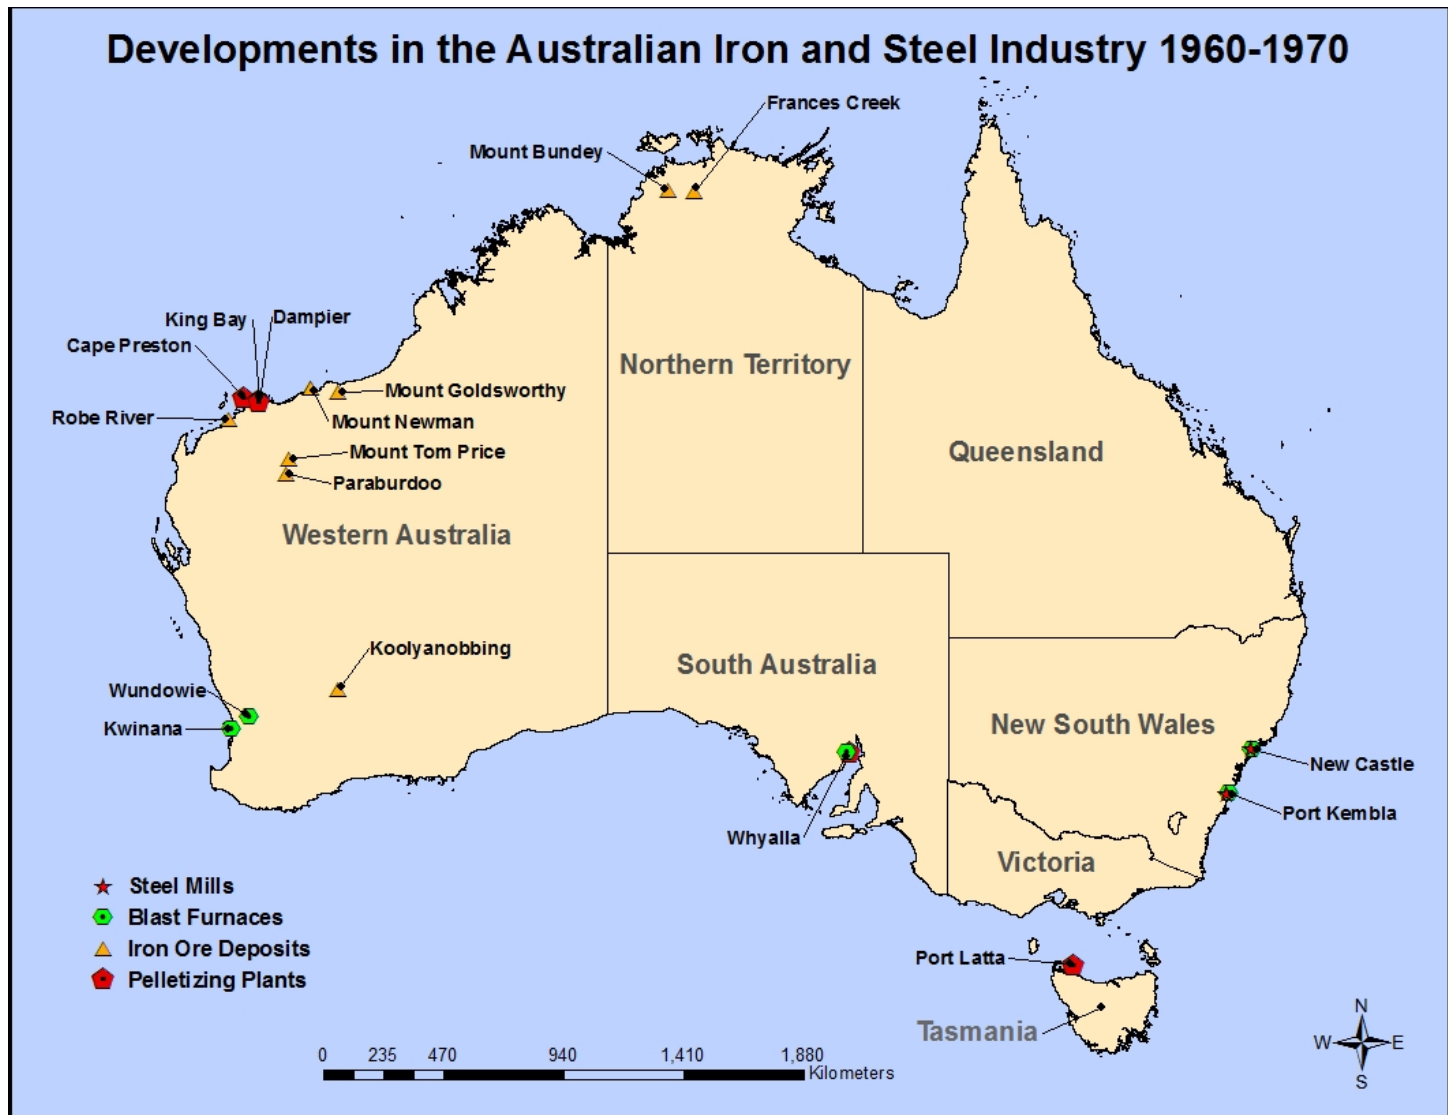 Developments in the Australian Iron and Steel Industry 1960-1970
Frances Creek
Mount Bundey
King Bay
Dampier
Cape Preston
Northern Territory
Mount Goldsworthy
Robe River
Mount Newman
Mount Tom Price
Queensland
Paraburdoo
Western Australia
Koolyanobbing
South Australia
Wundowie
New South Wales
Kwinana
New Castle
Port Kembla
Whyalla
Victoria
Steel Mills
Blast Furnaces
Iron Ore Deposits
Pelletizing Plants
Port Latta
Tasmania
N
W
E
S
0 235 470 940 1,410 1,880
Kilometers